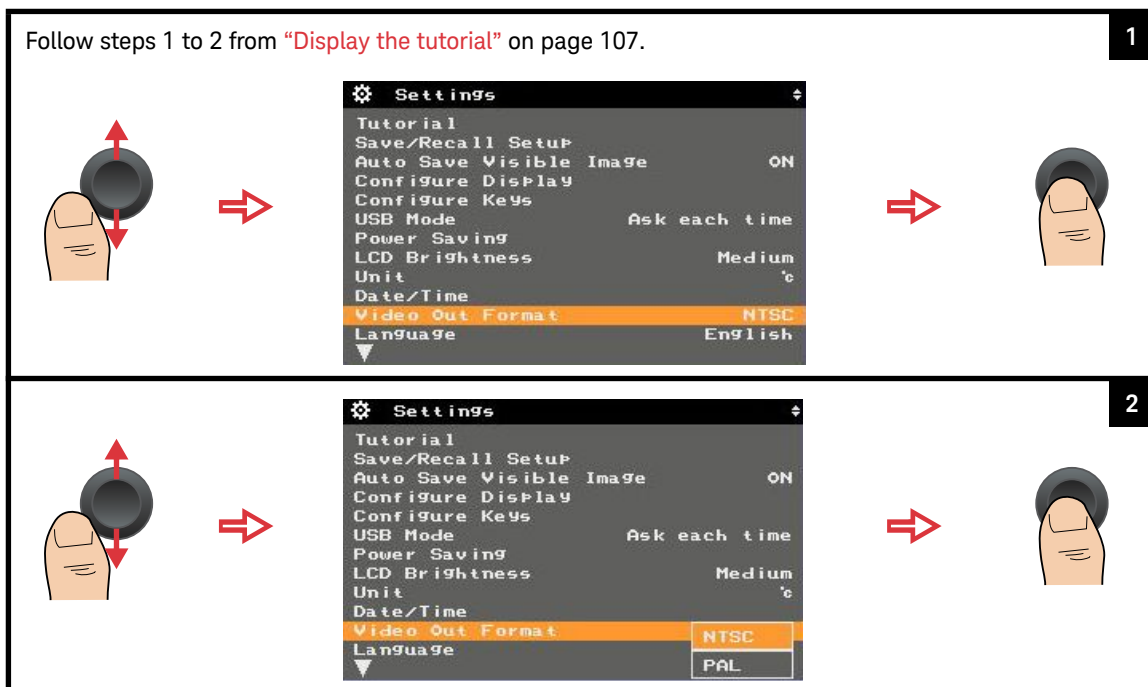 Follow steps 1 to 2 from “Display the tutorial” on page 107.
1
Settings
Tutorial
Save/Recall Setup
Auto Save Visible Image ON
Configure Display
Configure Keys
USB Mode Ask each time
Power Saving
LCD Brightness Medium
Unit °c
Date/Time
Video Out Format NTSC
Language English
2
Settings
Tutorial
Save/Recall Setup
Auto Save Visible Image ON
Configure Display
Configure Keys
USB Mode Ask each time
Power Saving
LCD Brightness Medium
Unit °c
Date/Time
Video Out Format NTSC
Language PAL